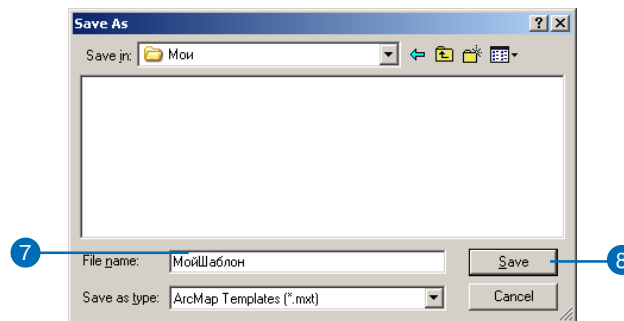 Save As
Save in: Мои
7
File name: МойШаблон
Save
8
Save as type: ArcMap Templates (*.mxt)
Cancel